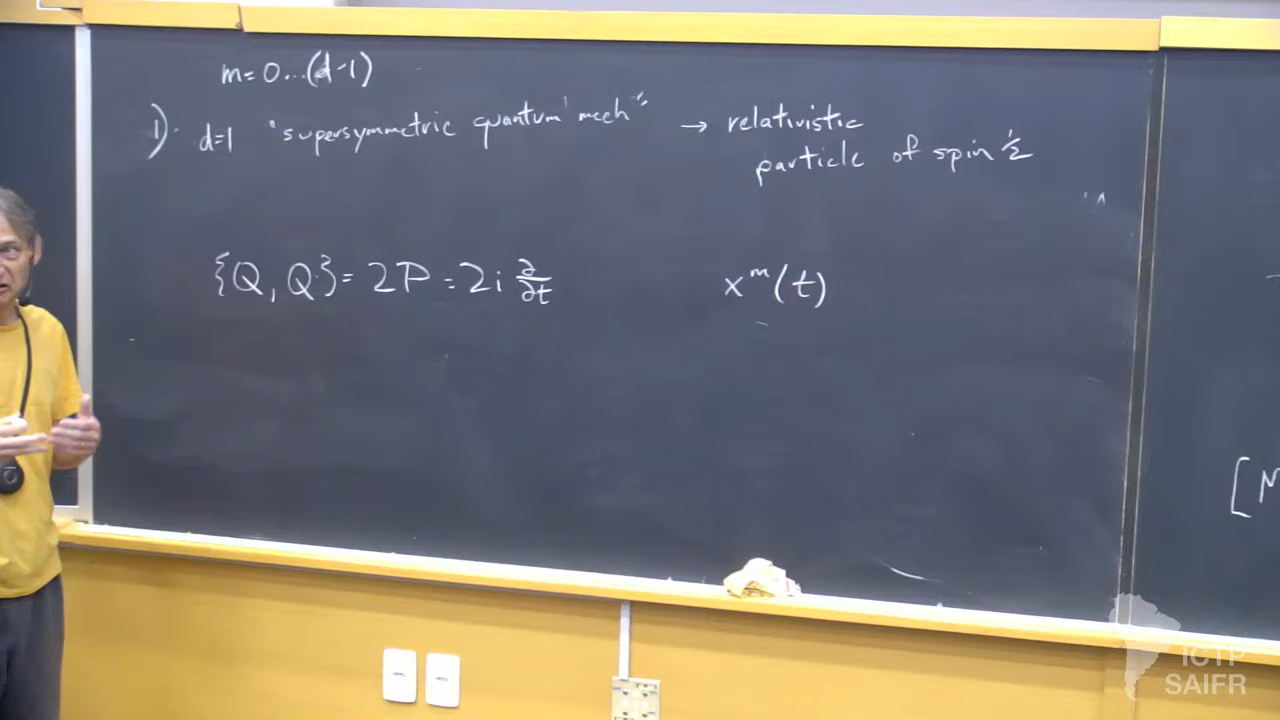 m=0...(d-1)
1) d=1 "supersymmetric quantum mech" → relativistic
particle of spin ½
{Q, Q} = 2P = 2i ∂/∂t
x^m(t)
[M
ICTP
SAIFR